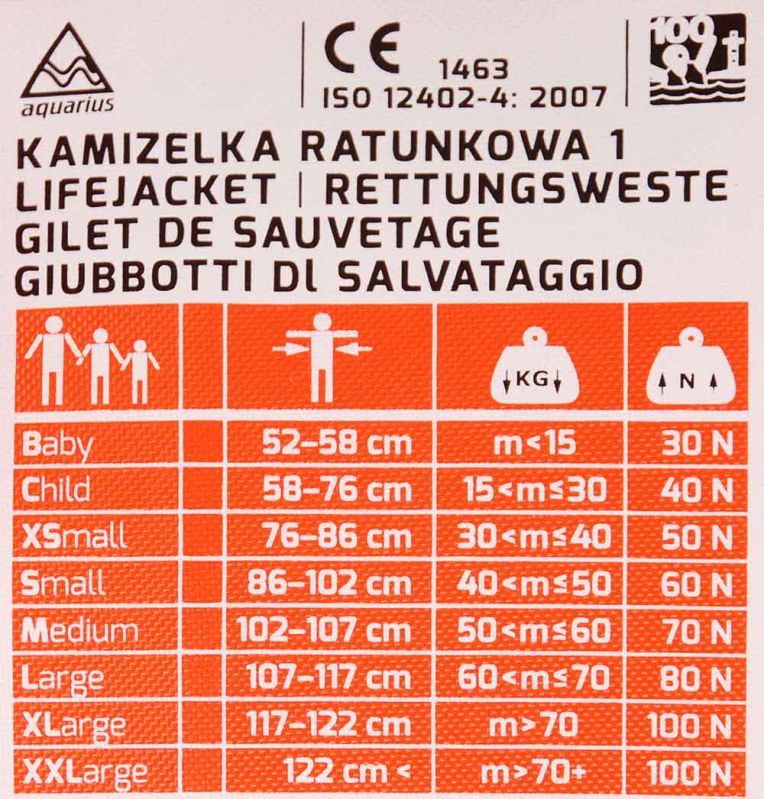 aquarius
CE 1463
ISO 12402-4: 2007
100
KAMIZELKA RATUNKOWA 1
LIFEJACKET | RETTUNGSWESTE
GILET DE SAUVETAGE
GIUBBOTTI Dl SALVATAGGIO
KG N
Baby 52–58 cm m<15 30 N
Child 58–76 cm 15<m≤30 40 N
XSmall 76–86 cm 30<m≤40 50 N
Small 86–102 cm 40<m≤50 60 N
Medium 102–107 cm 50<m≤60 70 N
Large 107–117 cm 60<m≤70 80 N
XLarge 117–122 cm m>70 100 N
XXLarge 122 cm < m>70+ 100 N